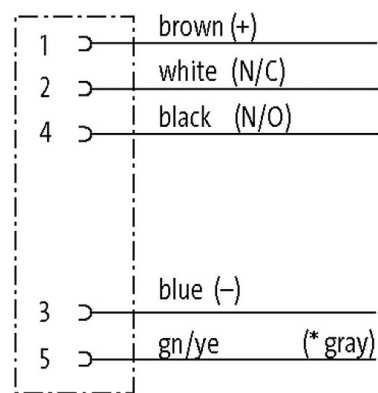 1 brown (+)
2 white (N/C)
4 black (N/O)
3 blue (–)
5 gn/ye (* gray)